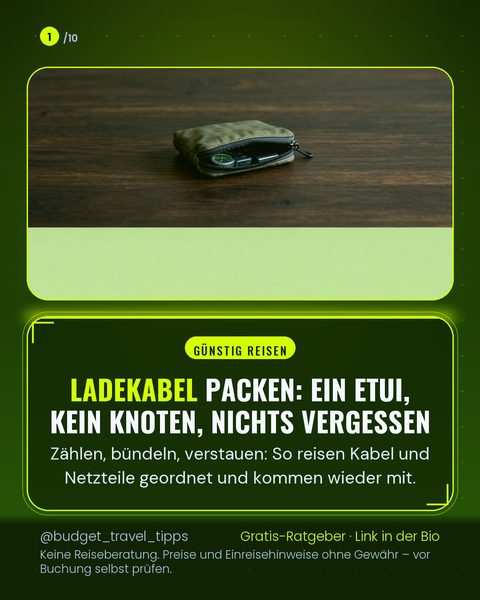 1 /10
GÜNSTIG REISEN
LADEKABEL PACKEN: EIN ETUI,
KEIN KNOTEN, NICHTS VERGESSEN
Zählen, bündeln, verstauen: So reisen Kabel und
Netzteile geordnet und kommen wieder mit.
@budget_travel_tipps Gratis-Ratgeber · Link in der Bio
Keine Reiseberatung. Preise und Einreisehinweise ohne Gewähr – vor
Buchung selbst prüfen.